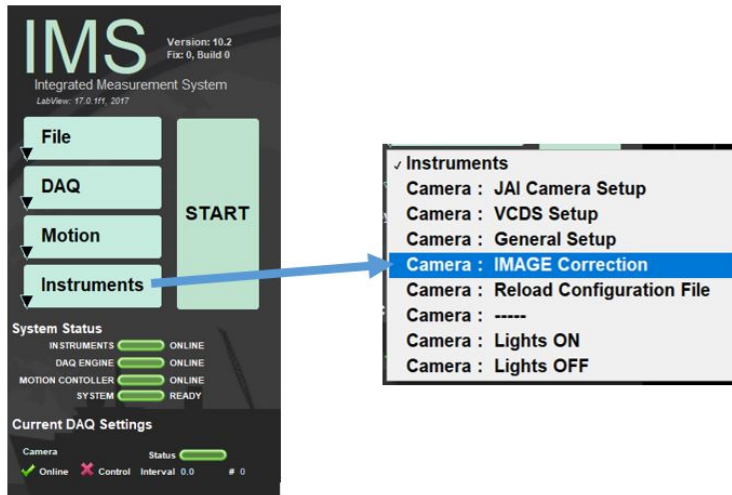 IMS
Version: 10.2
Fix: 0, Build 0
Integrated Measurement System
LabView: 17.0.1f1, 2017
File
DAQ
Motion
Instruments
START
System Status
INSTRUMENTS ONLINE
DAQ ENGINE ONLINE
MOTION CONTOLLER ONLINE
SYSTEM READY
Current DAQ Settings
Camera Status
Online Control Interval 0.0 # 0
✓ Instruments
Camera : JAI Camera Setup
Camera : VCDS Setup
Camera : General Setup
Camera : IMAGE Correction
Camera : Reload Configuration File
Camera : -----
Camera : Lights ON
Camera : Lights OFF